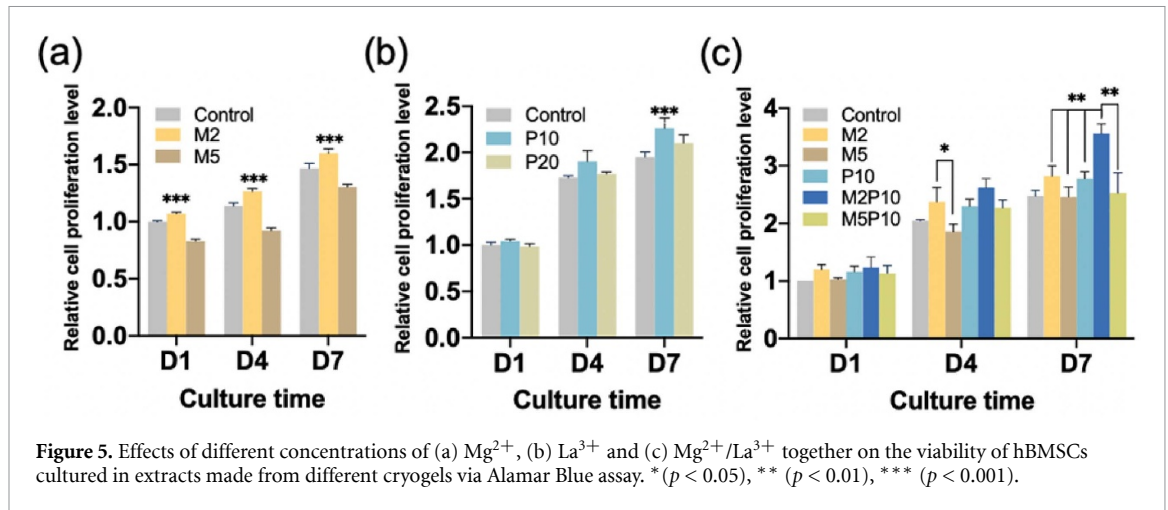 (a)
Relative cell proliferation level
2.0
1.5
1.0
0.5
0.0
Control
M2
M5
***
***
***
D1 D4 D7
Culture time
(b)
Relative cell proliferation level
2.5
2.0
1.5
1.0
0.5
0.0
Control
P10
P20
***
D1 D4 D7
Culture time
(c)
Relative cell proliferation level
4
3
2
1
0
Control
M2
M5
P10
M2P10
M5P10
*
**
**
D1 D4 D7
Culture time
Figure 5. Effects of different concentrations of (a) Mg²⁺, (b) La³⁺ and (c) Mg²⁺/La³⁺ together on the viability of hBMSCs
cultured in extracts made from different cryogels via Alamar Blue assay. *(p < 0.05), ** (p < 0.01), *** (p < 0.001).